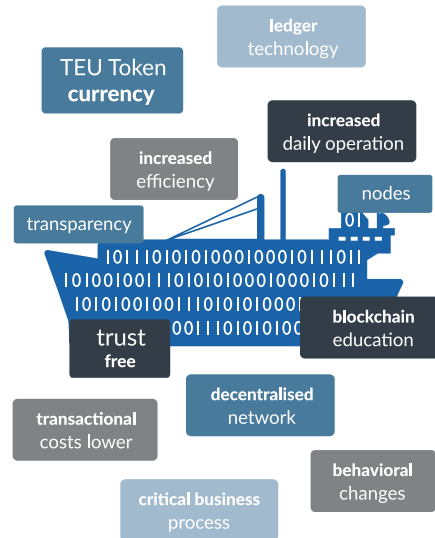 ledger
technology
TEU Token
currency
increased
daily operation
increased
efficiency
nodes
transparency
blockchain
education
trust
free
decentralised
network
transactional
costs lower
behavioral
changes
critical business
process